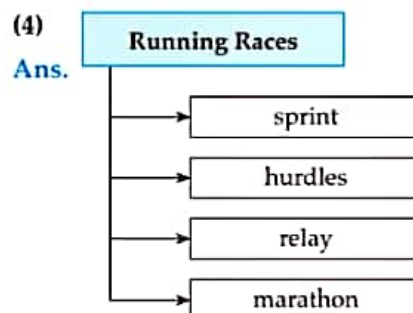 (4)
Running Races
Ans.
sprint
hurdles
relay
marathon